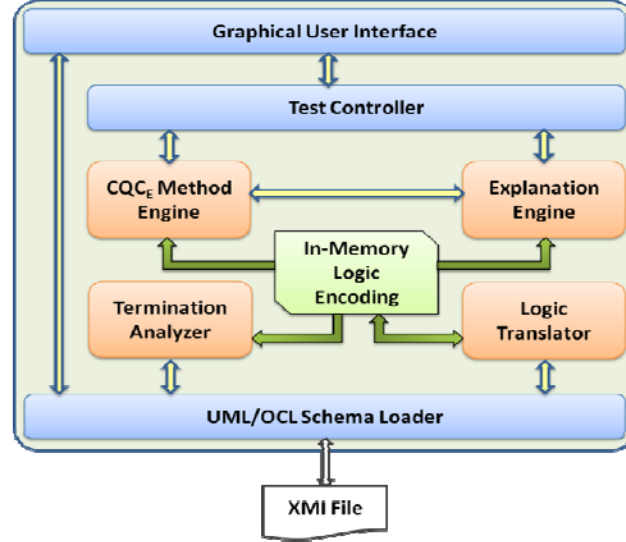 Graphical User Interface
Test Controller
CQCE Method
Engine
Explanation
Engine
In-Memory
Logic
Encoding
Termination
Analyzer
Logic
Translator
UML/OCL Schema Loader
XMI File